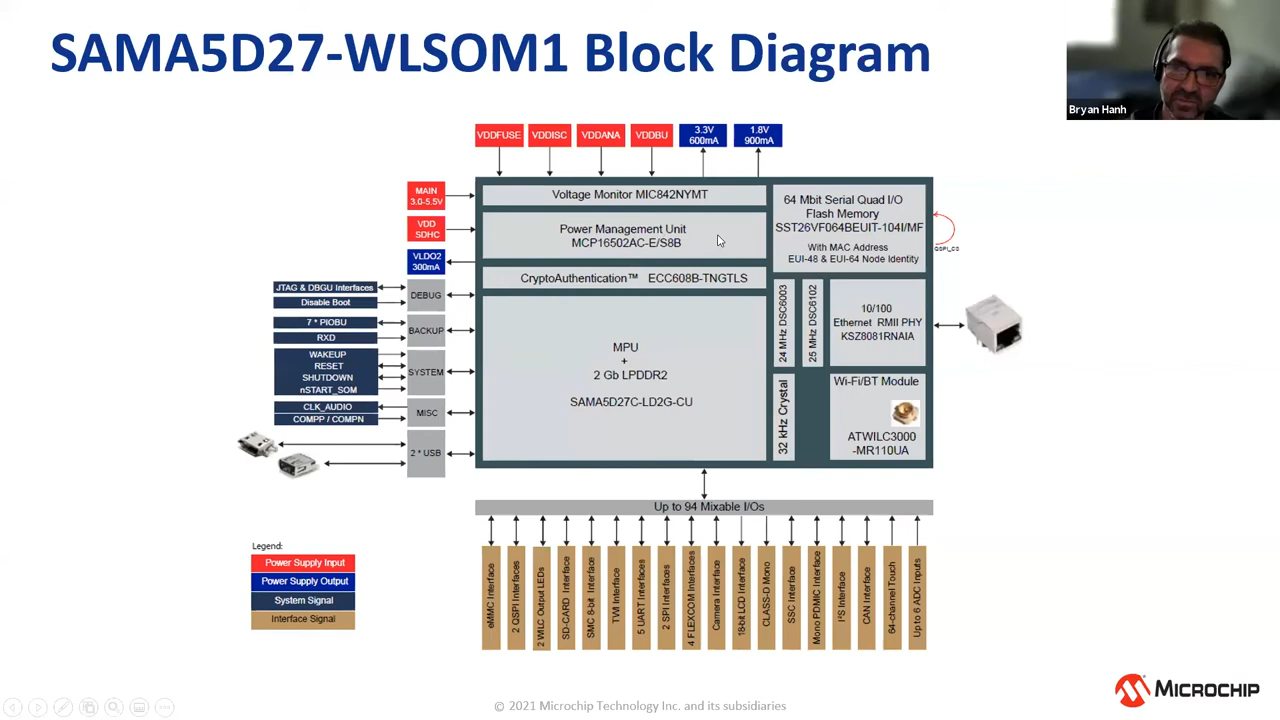 SAMA5D27-WLSOM1 Block Diagram
Bryan Hanh
VDDFUSE
VDDISC
VDDANA
VDDBU
3.3V
600mA
1.8V
900mA
MAIN
3.0-5.5V
VDD
SDHC
VLDO2
300mA
Voltage Monitor MIC842NYMT
Power Management Unit
MCP16502AC-E/S8B
CryptoAuthentication™ ECC608B-TNGTLS
MPU
+
2 Gb LPDDR2
SAMA5D27C-LD2G-CU
64 Mbit Serial Quad I/O
Flash Memory
SST26VF064BEUIT-104I/MF
With MAC Address
EUI-48 & EUI-64 Node Identity
QSPI_CS
24 MHz DSC6003
25 MHz DSC6102
32 kHz Crystal
10/100
Ethernet RMII PHY
KSZ8081RNAIA
Wi-Fi/BT Module
ATWILC3000
-MR110UA
JTAG & DBGU Interfaces
Disable Boot
DEBUG
7 * PIOBU
RXD
BACKUP
WAKEUP
RESET
SHUTDOWN
nSTART_SOM
SYSTEM
CLK_AUDIO
COMPP / COMPN
MISC
2 * USB
Up to 94 Mixable I/Os
eMMC Interface
2 QSPI Interfaces
2 WILC Output LEDs
SD-CARD Interface
SMC 8-bit Interface
TWI Interface
5 UART Interfaces
2 SPI Interfaces
4 FLEXCOM Interfaces
Camera Interface
18-bit LCD Interface
CLASS-D Mono
SSC Interface
Mono PDMIC Interface
I²S Interface
CAN Interface
64-channel Touch
Up to 6 ADC Inputs
Legend:
Power Supply Input
Power Supply Output
System Signal
Interface Signal
© 2021 Microchip Technology Inc. and its subsidiaries
MICROCHIP